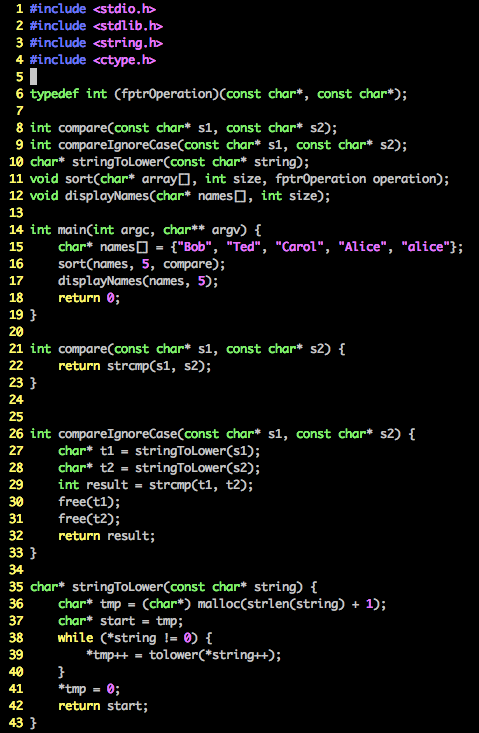 1 #include <stdio.h>
2 #include <stdlib.h>
3 #include <string.h>
4 #include <ctype.h>
5
6 typedef int (fptrOperation)(const char*, const char*);
7
8 int compare(const char* s1, const char* s2);
9 int compareIgnoreCase(const char* s1, const char* s2);
10 char* stringToLower(const char* string);
11 void sort(char* array[], int size, fptrOperation operation);
12 void displayNames(char* names[], int size);
13
14 int main(int argc, char** argv) {
15     char* names[] = {"Bob", "Ted", "Carol", "Alice", "alice"};
16     sort(names, 5, compare);
17     displayNames(names, 5);
18     return 0;
19 }
20
21 int compare(const char* s1, const char* s2) {
22     return strcmp(s1, s2);
23 }
24
25
26 int compareIgnoreCase(const char* s1, const char* s2) {
27     char* t1 = stringToLower(s1);
28     char* t2 = stringToLower(s2);
29     int result = strcmp(t1, t2);
30     free(t1);
31     free(t2);
32     return result;
33 }
34
35 char* stringToLower(const char* string) {
36     char* tmp = (char*) malloc(strlen(string) + 1);
37     char* start = tmp;
38     while (*string != 0) {
39         *tmp++ = tolower(*string++);
40     }
41     *tmp = 0;
42     return start;
43 }